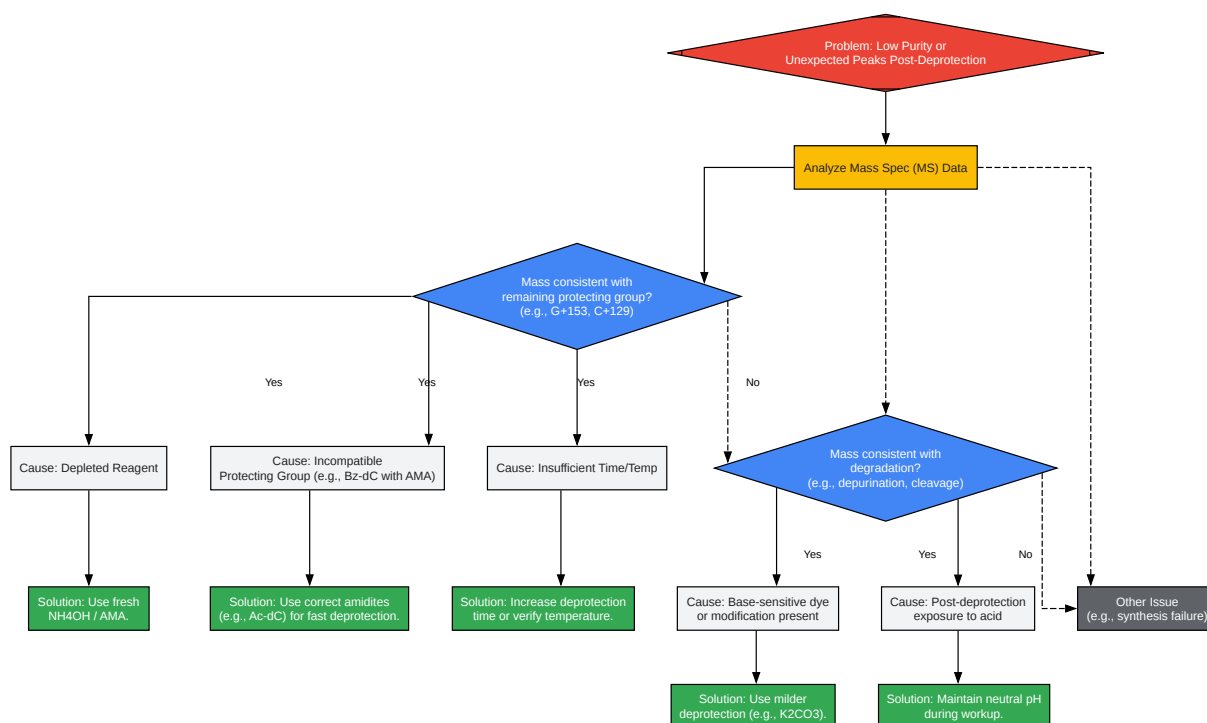 Problem: Low Purity or
Unexpected Peaks Post-Deprotection
Analyze Mass Spec (MS) Data
Mass consistent with
remaining protecting group?
(e.g., G+153, C+129)
Yes
Yes
Yes
No
Cause: Depleted Reagent
Cause: Incompatible
Protecting Group (e.g., Bz-dC with AMA)
Cause: Insufficient Time/Temp
Mass consistent with
degradation?
(e.g., depurination, cleavage)
Yes
Yes
No
Solution: Use fresh
NH4OH / AMA.
Solution: Use correct amidites
(e.g., Ac-dC) for fast deprotection.
Solution: Increase deprotection
time or verify temperature.
Cause: Base-sensitive dye
or modification present
Cause: Post-deprotection
exposure to acid
Other Issue
(e.g., synthesis failure)
Solution: Use milder
deprotection (e.g., K2CO3).
Solution: Maintain neutral pH
during workup.